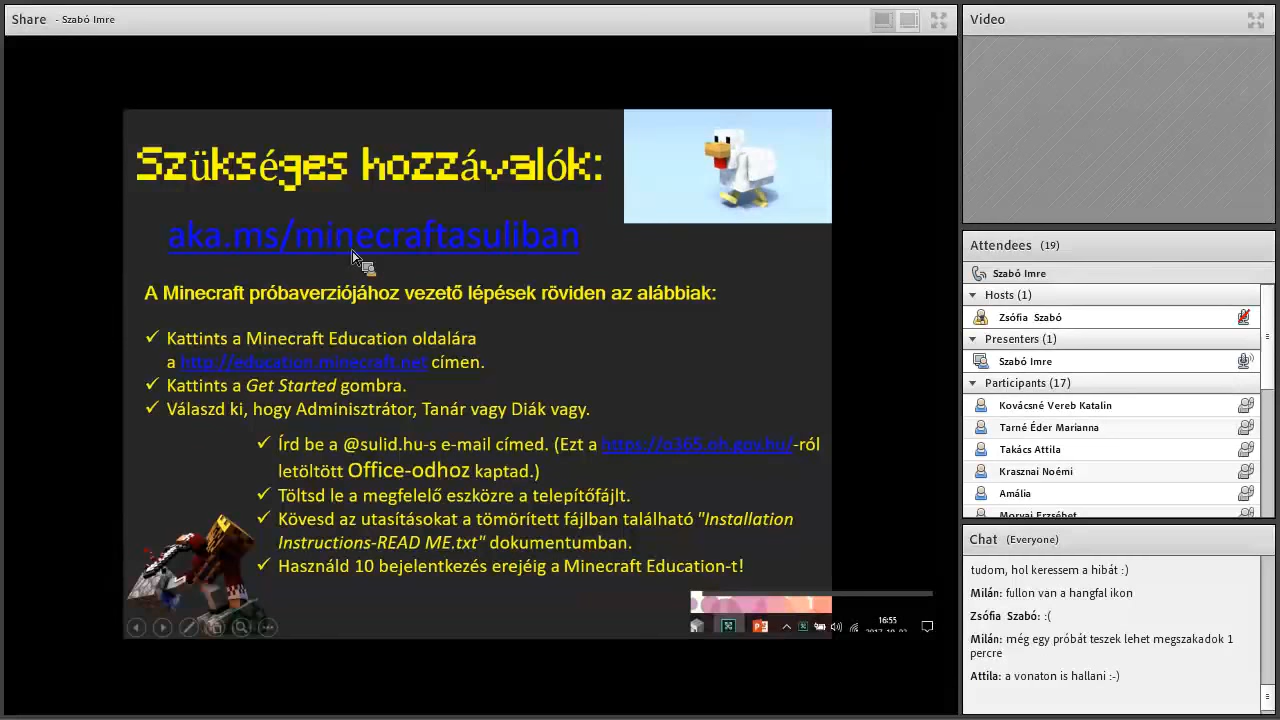 Share - Szabó Imre
Szükséges hozzávalók:
aka.ms/minecraftasuliban
A Minecraft próbaverziójához vezető lépések röviden az alábbiak:
Kattints a Minecraft Education oldalára
a http://education.minecraft.net címen.
Kattints a Get Started gombra.
Válaszd ki, hogy Adminisztrátor, Tanár vagy Diák vagy.
Írd be a @sulid.hu-s e-mail címed. (Ezt a https://o365.oh.gov.hu/-ról
letöltött Office-odhoz kaptad.)
Töltsd le a megfelelő eszközre a telepítőfájlt.
Kövesd az utasításokat a tömörített fájlban található "Installation
Instructions-READ ME.txt" dokumentumban.
Használd 10 bejelentkezés erejéig a Minecraft Education-t!
16:55
Video
Attendees (19)
Szabó Imre
Hosts (1)
Zsófia Szabó
Presenters (1)
Szabó Imre
Participants (17)
Kovácsné Vereb Katalin
Tarné Éder Marianna
Takács Attila
Krasznai Noémi
Amália
Morvai Erzsébet
Chat (Everyone)
tudom, hol keressem a hibát :)
Milán: fullon van a hangfal ikon
Zsófia Szabó: :(
Milán: még egy próbát teszek lehet megszakadok 1
percre
Attila: a vonaton is hallani :-)